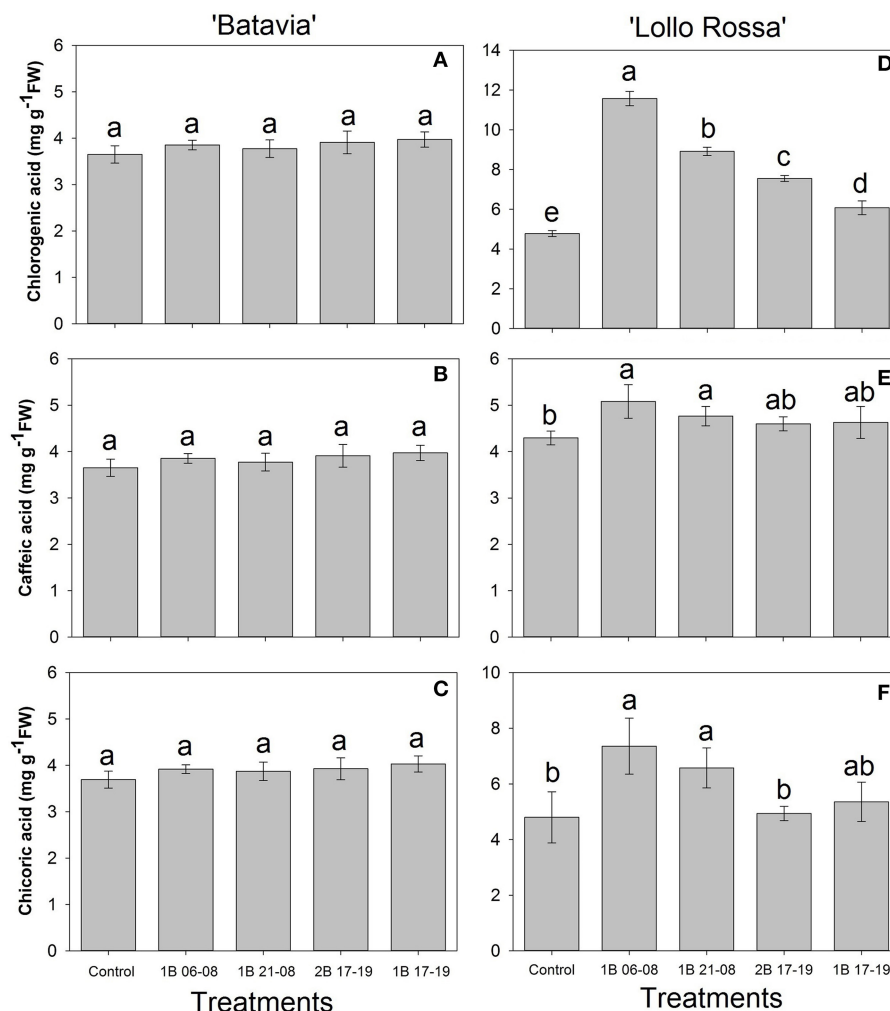 'Batavia'
'Lollo Rossa'
Chlorogenic acid (mg g-1FW)
6
5
4
3
2
1
0
A
a a a a a
14
12
10
8
6
4
2
0
D
e a b c d
Caffeic acid (mg g-1FW)
6
5
4
3
2
1
0
B
a a a a a
6
5
4
3
2
1
0
E
b a a ab ab
Chicoric acid (mg g-1FW)
6
5
4
3
2
1
0
C
a a a a a
Control 1B 06-08 1B 21-08 2B 17-19 1B 17-19
Treatments
10
8
6
4
2
0
F
b a a b ab
Control 1B 06-08 1B 21-08 2B 17-19 1B 17-19
Treatments